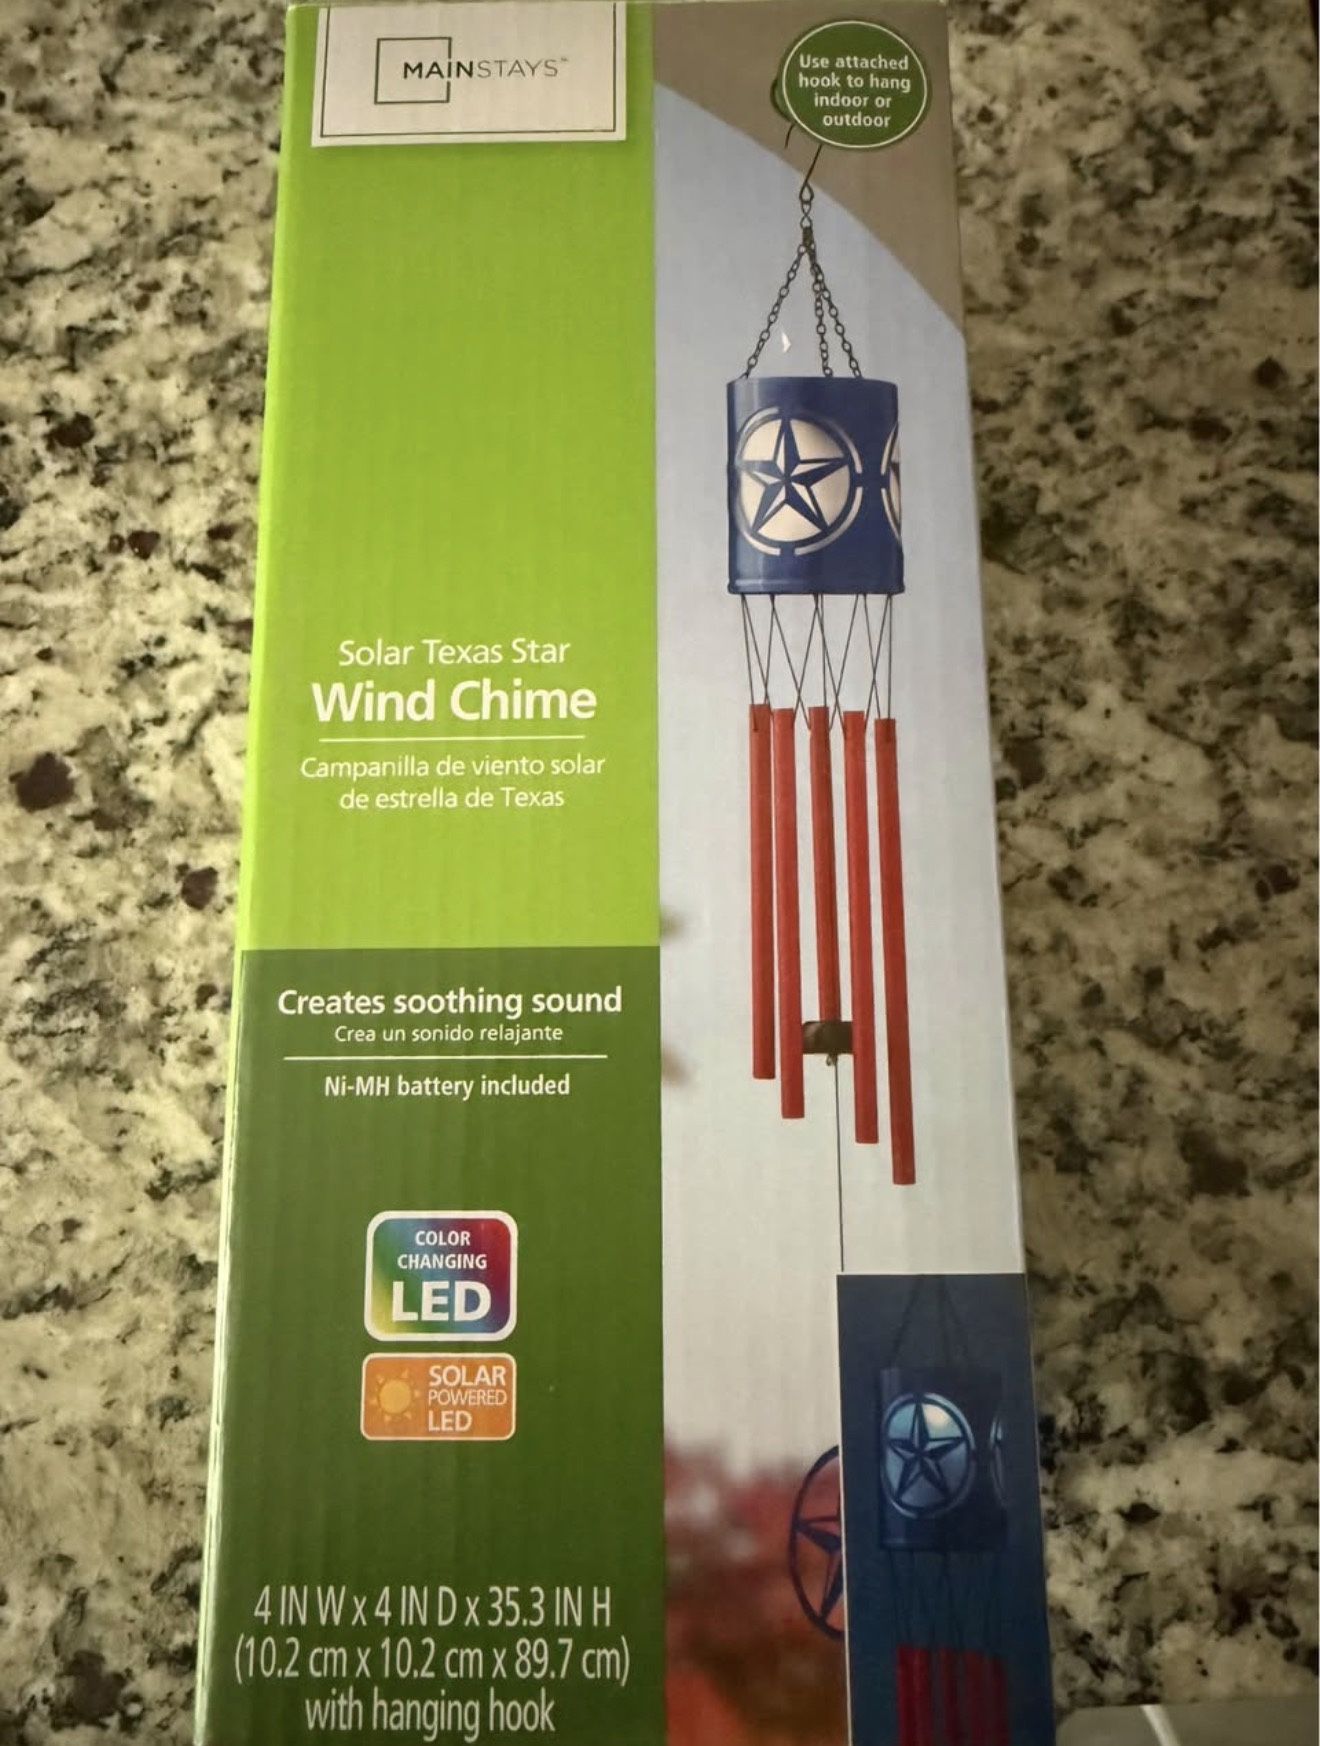 MAINSTAYS™
Use attached
hook to hang
indoor or
outdoor
Solar Texas Star
Wind Chime
Campanilla de viento solar
de estrella de Texas
Creates soothing sound
Crea un sonido relajante
Ni-MH battery included
COLOR
CHANGING
LED
SOLAR
POWERED
LED
4 IN W x 4 IN D x 35.3 IN H
(10.2 cm x 10.2 cm x 89.7 cm)
with hanging hook